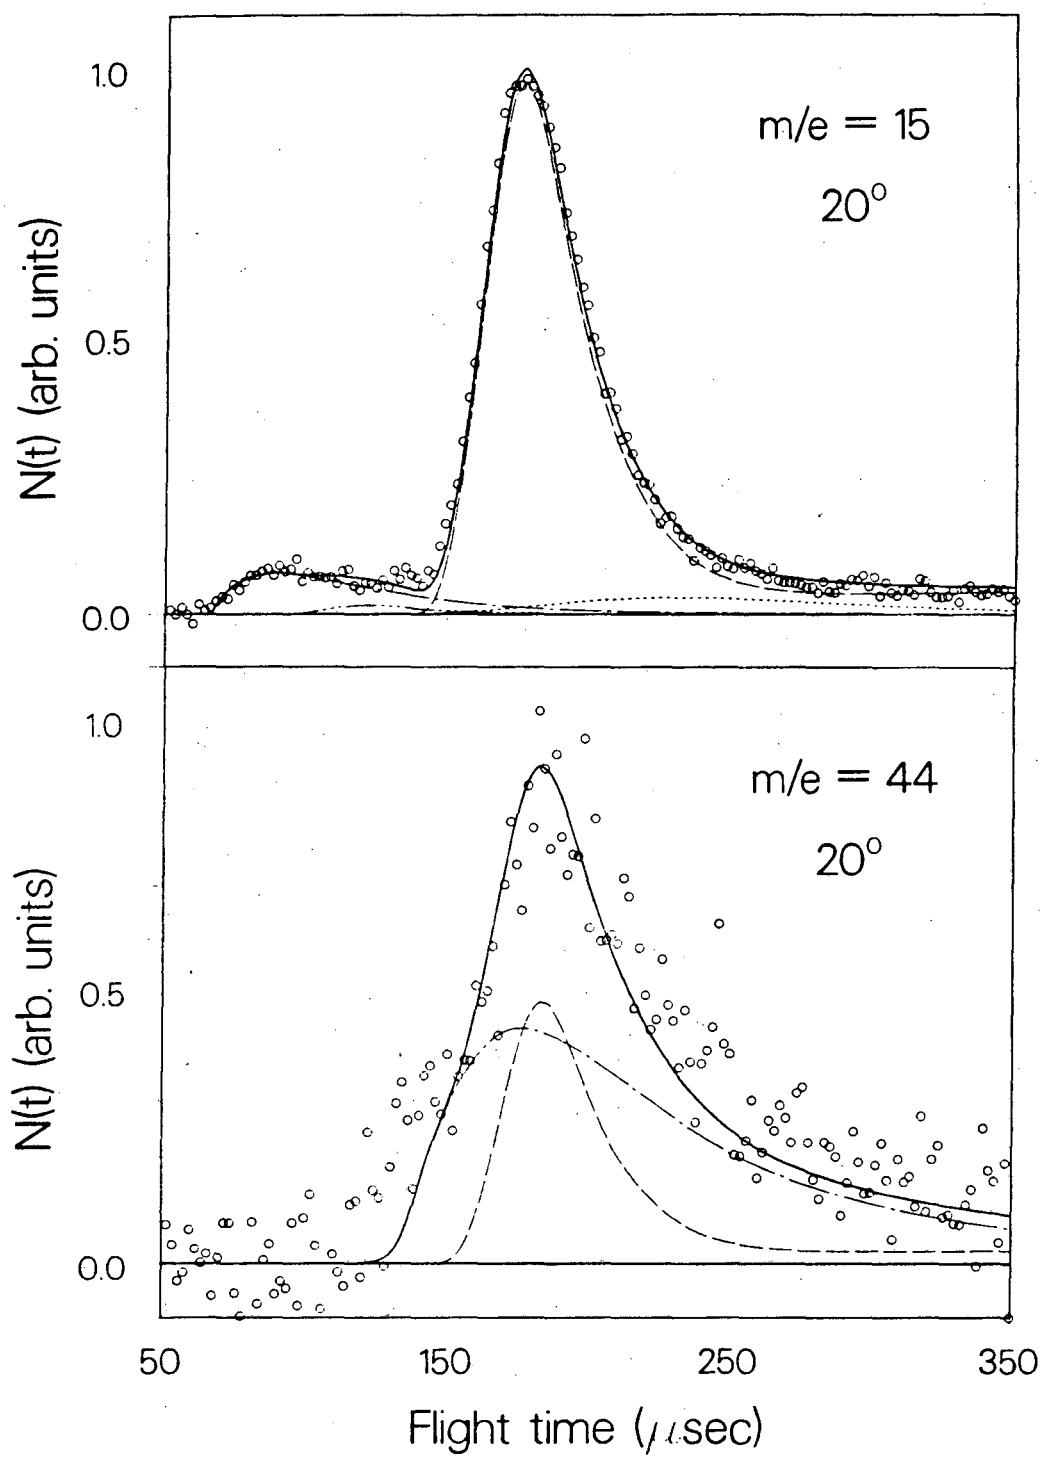 1.0
m/e = 15
20°
0.5
N(t) (arb. units)
0.0
1.0
m/e = 44
20°
0.5
N(t) (arb. units)
0.0
50 150 250 350
Flight time (μsec)